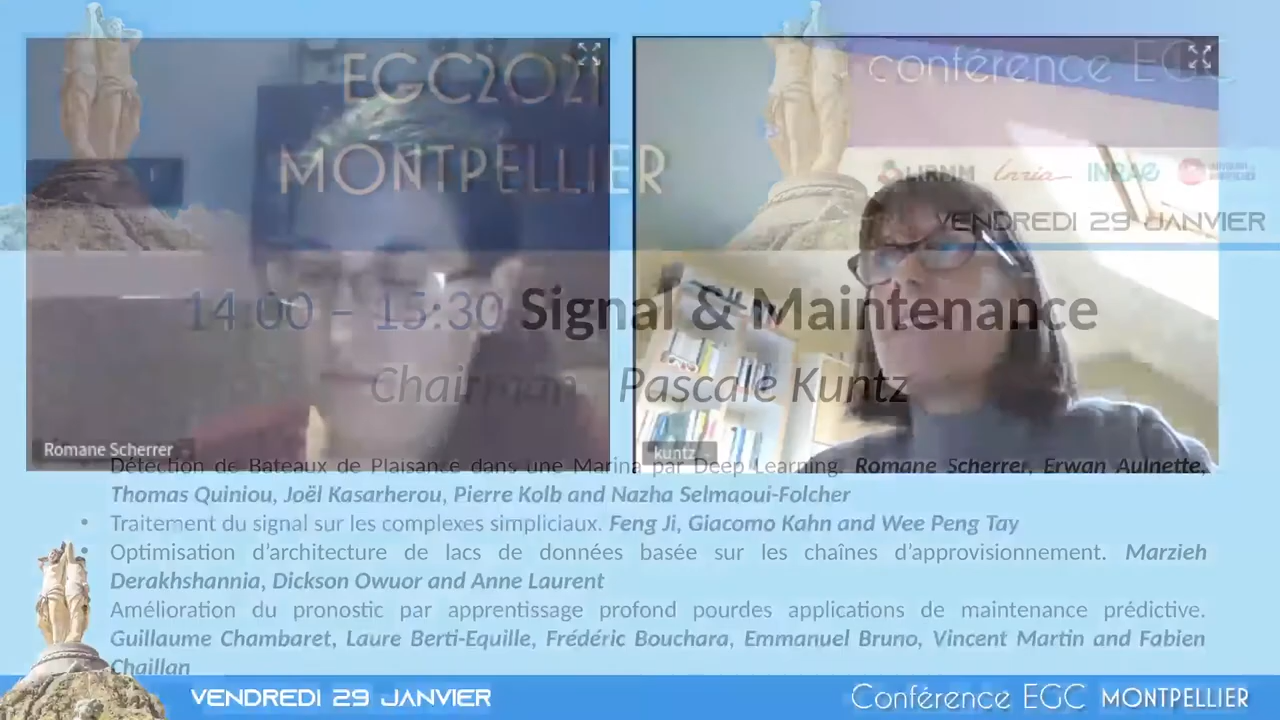 EGC2021
conférence EGC
MONTPELLIER
LIRMM Inria INRAE
VENDREDI 29 JANVIER
14:00 – 15:30 Signal & Maintenance
Chairman : Pascale Kuntz
Romane Scherrer
kuntz
Détection de Bateaux de Plaisance dans une Marina par Deep Learning. Romane Scherrer, Erwan Aulnette,
Thomas Quiniou, Joël Kasarherou, Pierre Kolb and Nazha Selmaoui-Folcher
• Traitement du signal sur les complexes simpliciaux. Feng Ji, Giacomo Kahn and Wee Peng Tay
• Optimisation d’architecture de lacs de données basée sur les chaînes d’approvisionnement. Marzieh
Derakhshannia, Dickson Owuor and Anne Laurent
Amélioration du pronostic par apprentissage profond pourdes applications de maintenance prédictive.
Guillaume Chambaret, Laure Berti-Equille, Frédéric Bouchara, Emmanuel Bruno, Vincent Martin and Fabien
Chaillan
VENDREDI 29 JANVIER
Conférence EGC MONTPELLIER